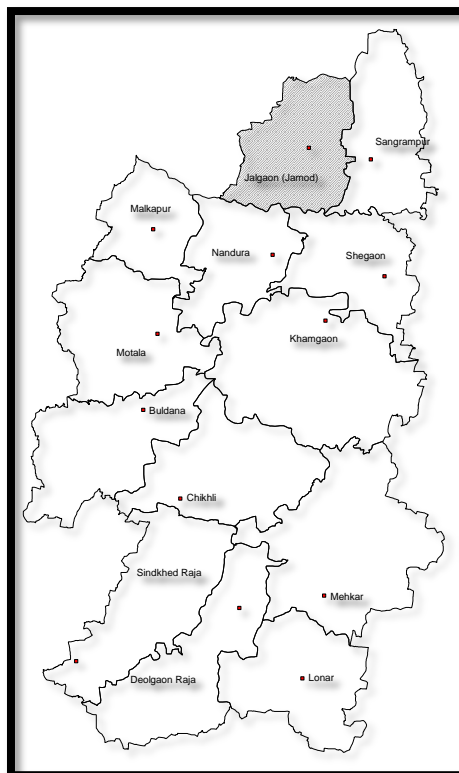 Sangrampur
Jalgaon (Jamod)
Malkapur
Nandura
Shegaon
Khamgaon
Motala
Buldana
Chikhli
Sindkhed Raja
Mehkar
Deolgaon Raja
Lonar